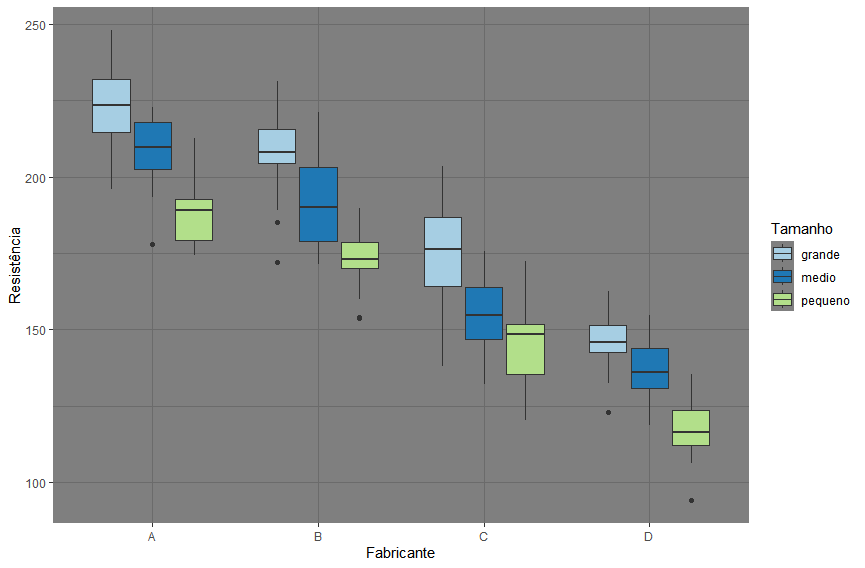 250
200
150
100
Resistência
A
B
C
D
Fabricante
Tamanho
grande
medio
pequeno